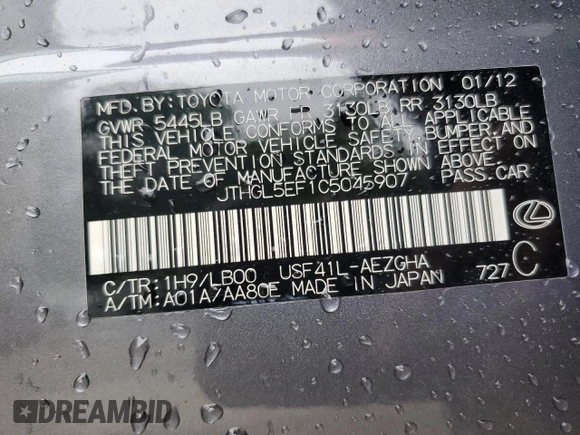 MFD. BY: TOYOTA MOTOR CORPORATION 01/12
GVWR 5445LB GAWR FR 3130LB RR 3130LB
THIS VEHICLE CONFORMS TO ALL APPLICABLE
FEDERAL MOTOR VEHICLE SAFETY, BUMPER, AND
THEFT PREVENTION STANDARDS IN EFFECT ON
THE DATE OF MANUFACTURE SHOWN ABOVE.
JTHGL5EF1C5045907 PASS. CAR
C/TR: 1H9/LB00 USF41L-AEZGHA
A/TM: A01A/AA80E MADE IN JAPAN 727 C
DREAMBID